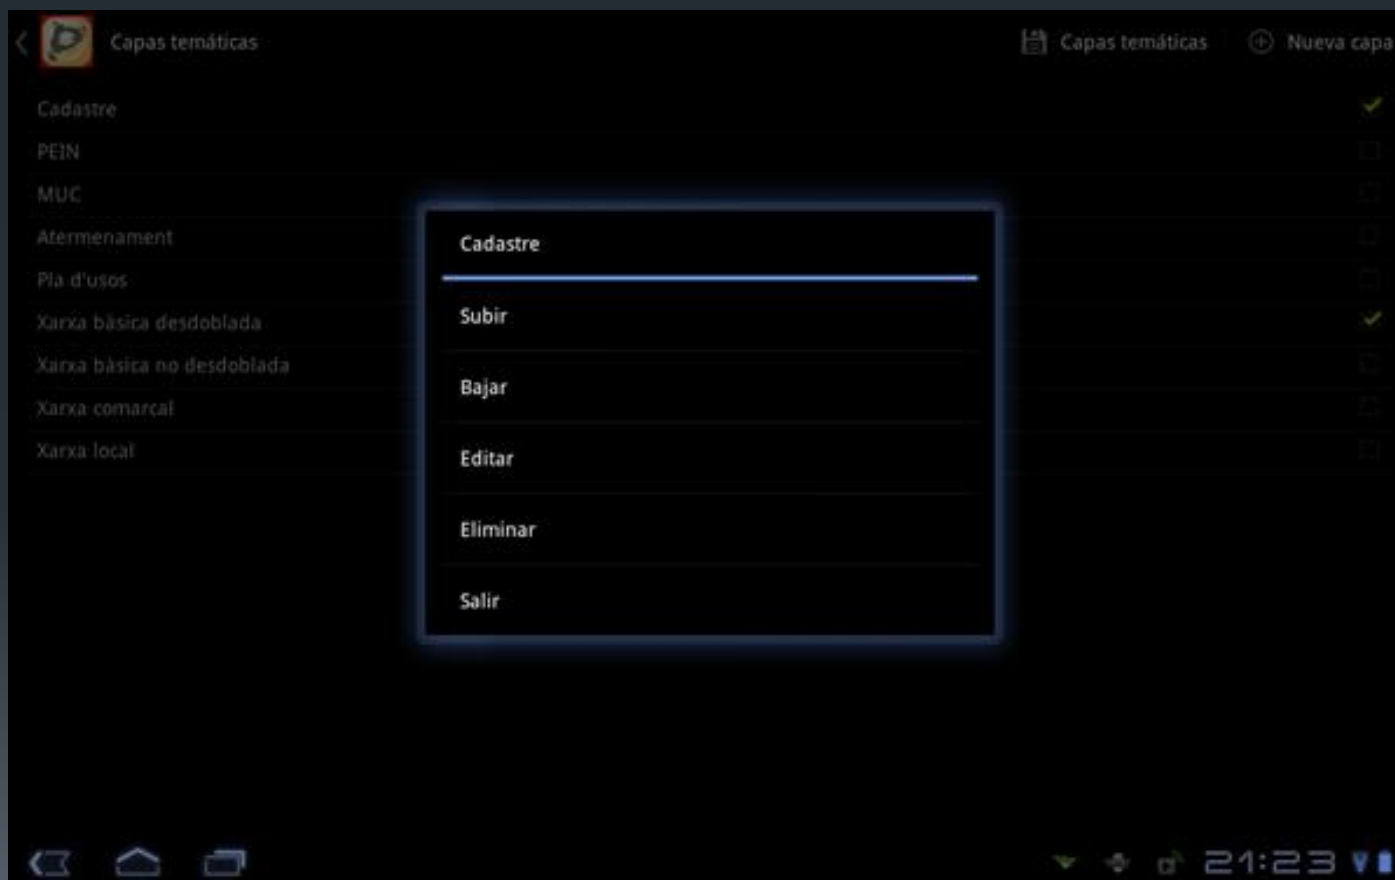 Capas temáticas
Capas temáticas
Nueva capa
Cadastre
PEIN
MUC
Atermenament
Pla d'usos
Xarxa bàsica desdoblada
Xarxa bàsica no desdoblada
Xarxa comarcal
Xarxa local
Cadastre
Subir
Bajar
Editar
Eliminar
Salir
21:23